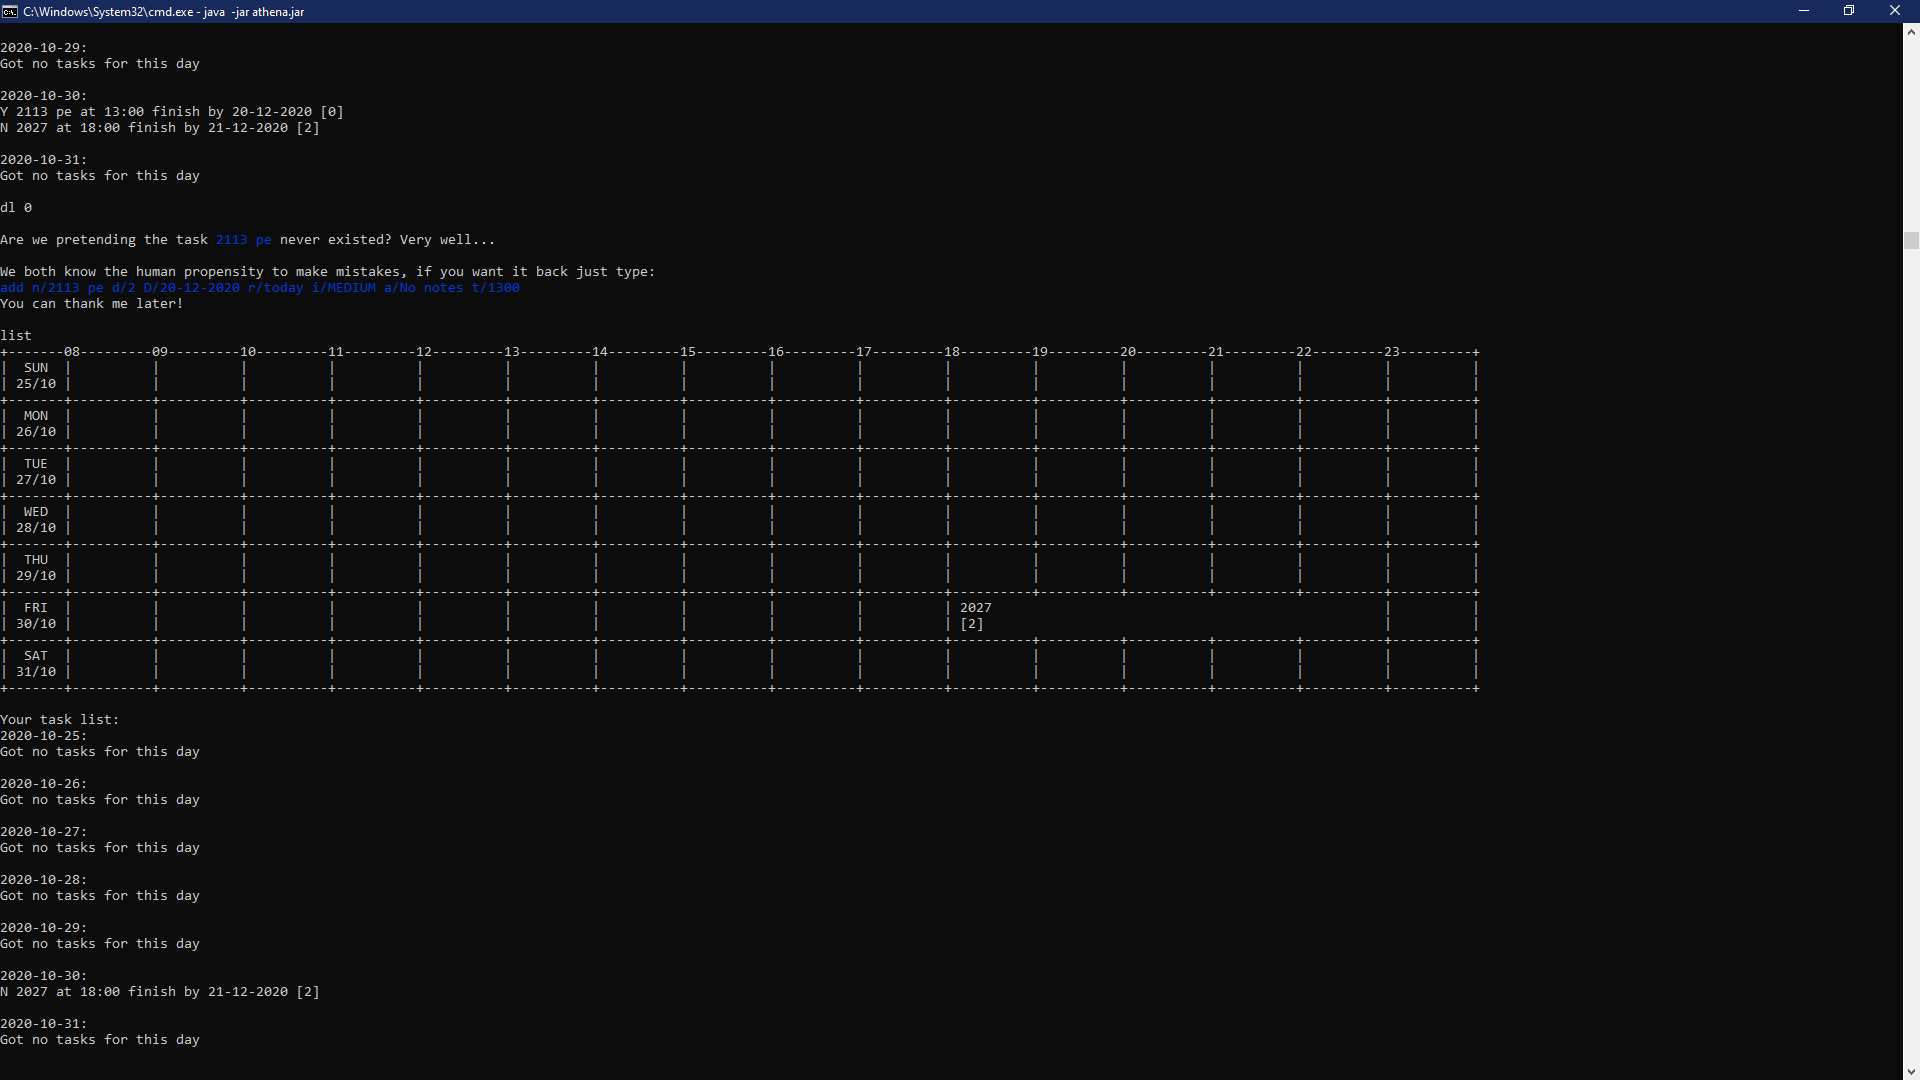 C:\Windows\System32\cmd.exe - java  -jar athena.jar
2020-10-29:
Got no tasks for this day
2020-10-30:
Y 2113 pe at 13:00 finish by 20-12-2020 [0]
N 2027 at 18:00 finish by 21-12-2020 [2]
2020-10-31:
Got no tasks for this day
dl 0
Are we pretending the task 2113 pe never existed? Very well...
We both know the human propensity to make mistakes, if you want it back just type:
add n/2113 pe d/2 D/20-12-2020 r/today i/MEDIUM a/No notes t/1300
You can thank me later!
list
08 09 10 11 12 13 14 15 16 17 18 19 20 21 22 23
SUN
25/10
MON
26/10
TUE
27/10
WED
28/10
THU
29/10
FRI 2027
30/10 [2]
SAT
31/10
Your task list:
2020-10-25:
Got no tasks for this day
2020-10-26:
Got no tasks for this day
2020-10-27:
Got no tasks for this day
2020-10-28:
Got no tasks for this day
2020-10-29:
Got no tasks for this day
2020-10-30:
N 2027 at 18:00 finish by 21-12-2020 [2]
2020-10-31:
Got no tasks for this day